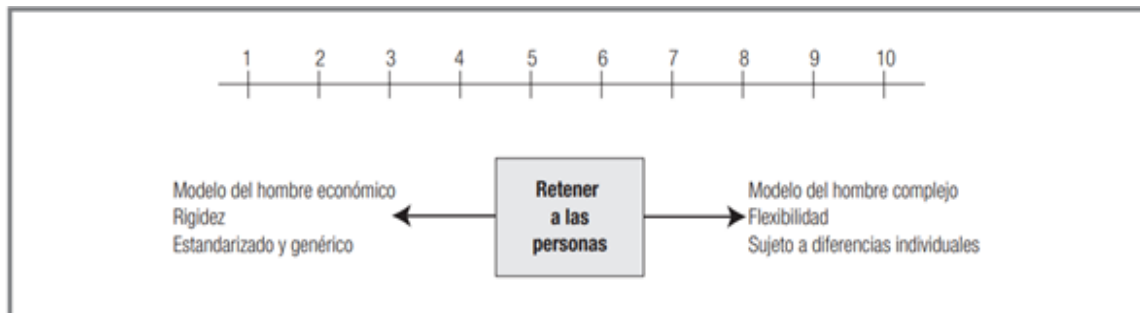 1 2 3 4 5 6 7 8 9 10
Modelo del hombre económico
Rigidez
Estandarizado y genérico
Retener
a las
personas
Modelo del hombre complejo
Flexibilidad
Sujeto a diferencias individuales